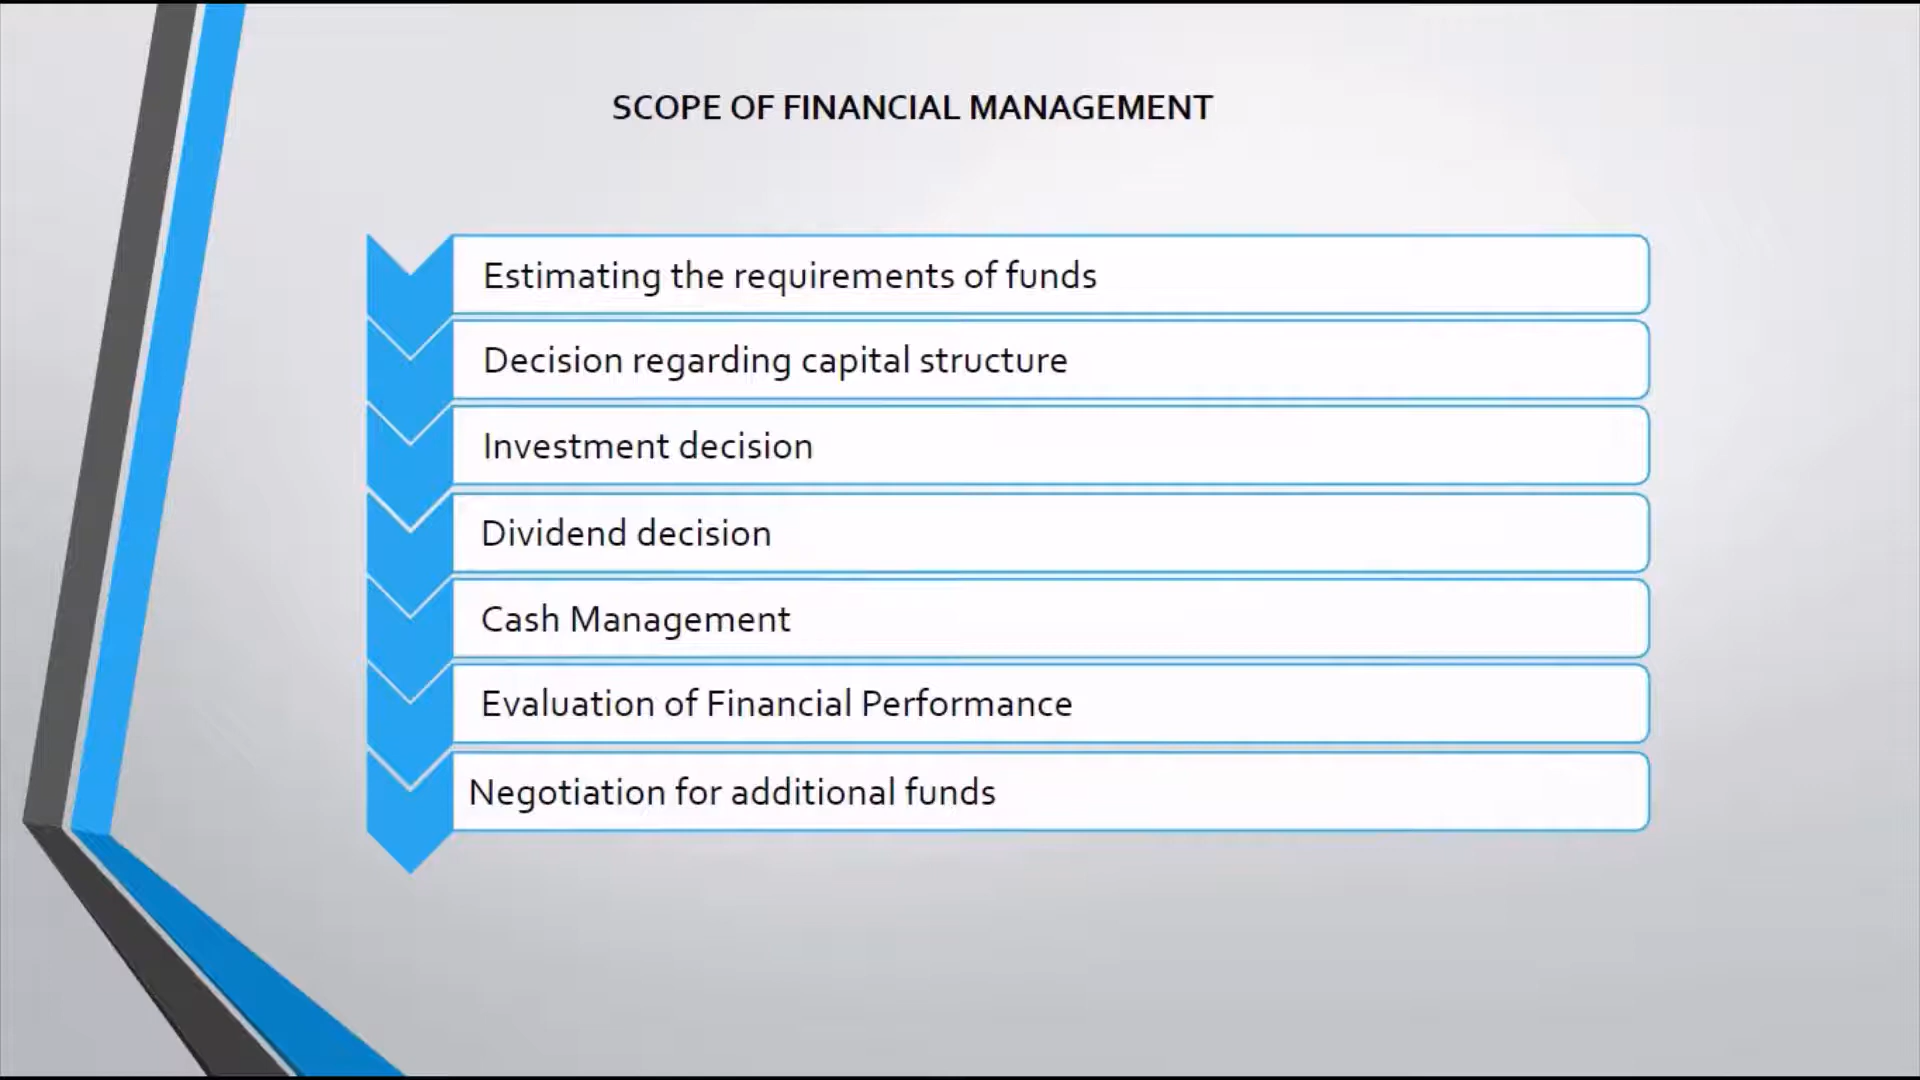 SCOPE OF FINANCIAL MANAGEMENT
Estimating the requirements of funds
Decision regarding capital structure
Investment decision
Dividend decision
Cash Management
Evaluation of Financial Performance
Negotiation for additional funds